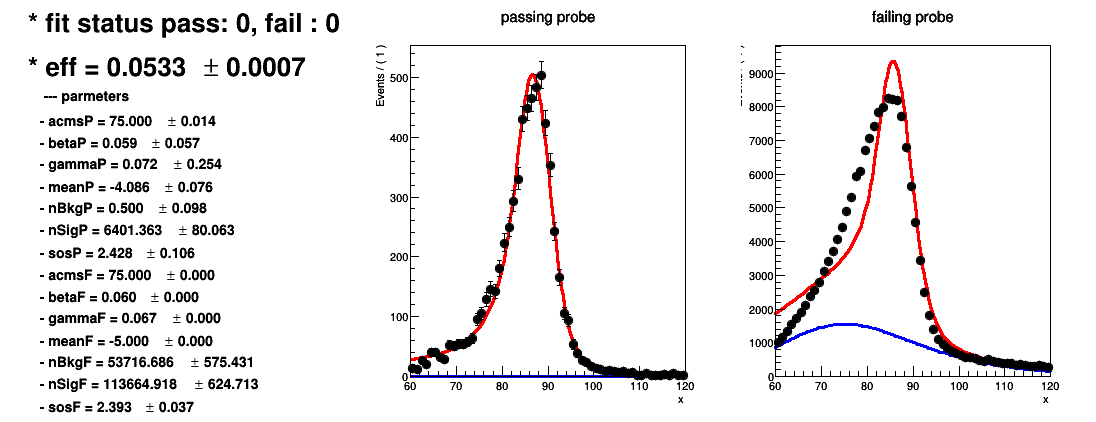 * fit status pass: 0, fail : 0
* eff = 0.0533 ± 0.0007
--- parmeters
- acmsP = 75.000 ± 0.014
- betaP = 0.059 ± 0.057
- gammaP = 0.072 ± 0.254
- meanP = -4.086 ± 0.076
- nBkgP = 0.500 ± 0.098
- nSigP = 6401.363 ± 80.063
- sosP = 2.428 ± 0.106
- acmsF = 75.000 ± 0.000
- betaF = 0.060 ± 0.000
- gammaF = 0.067 ± 0.000
- meanF = -5.000 ± 0.000
- nBkgF = 53716.686 ± 575.431
- nSigF = 113664.918 ± 624.713
- sosF = 2.393 ± 0.037
passing probe
Events / ( 1 )
500
400
300
200
100
0
60 70 80 90 100 110 120
x
failing probe
9000
8000
7000
6000
5000
4000
3000
2000
1000
0
60 70 80 90 100 110 120
x